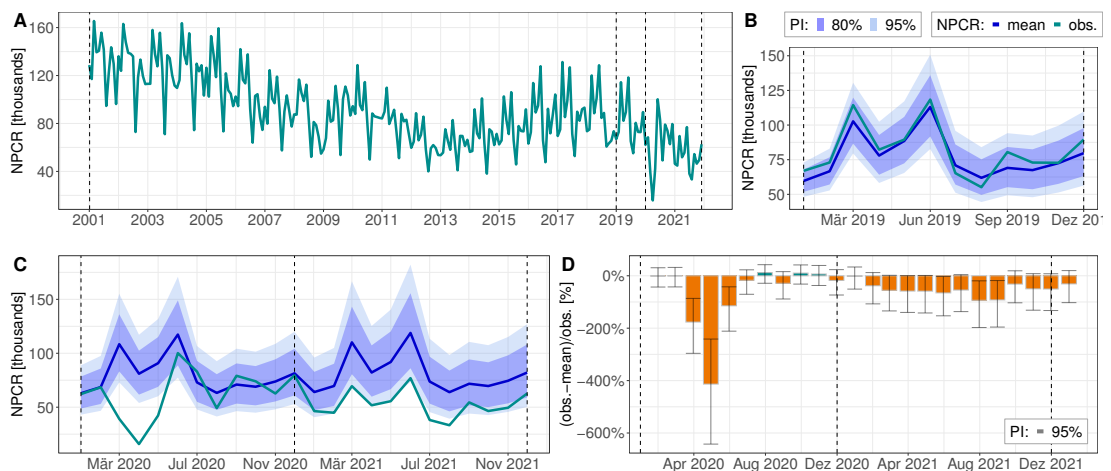 A
NPCR [thousands]
160
120
80
40
2001 2003 2005 2007 2009 2011 2013 2015 2017 2019 2021
B
PI: 80% 95%
NPCR: mean obs.
NPCR [thousands]
150
125
100
75
50
Mär 2019 Jun 2019 Sep 2019 Dez 201
C
NPCR [thousands]
150
100
50
Mär 2020 Jul 2020 Nov 2020 Mär 2021 Jul 2021 Nov 2021
D
(obs.−mean)/obs. [%]
0%
−200%
−400%
−600%
PI: 95%
Apr 2020 Aug 2020 Dez 2020 Apr 2021 Aug 2021 Dez 2021